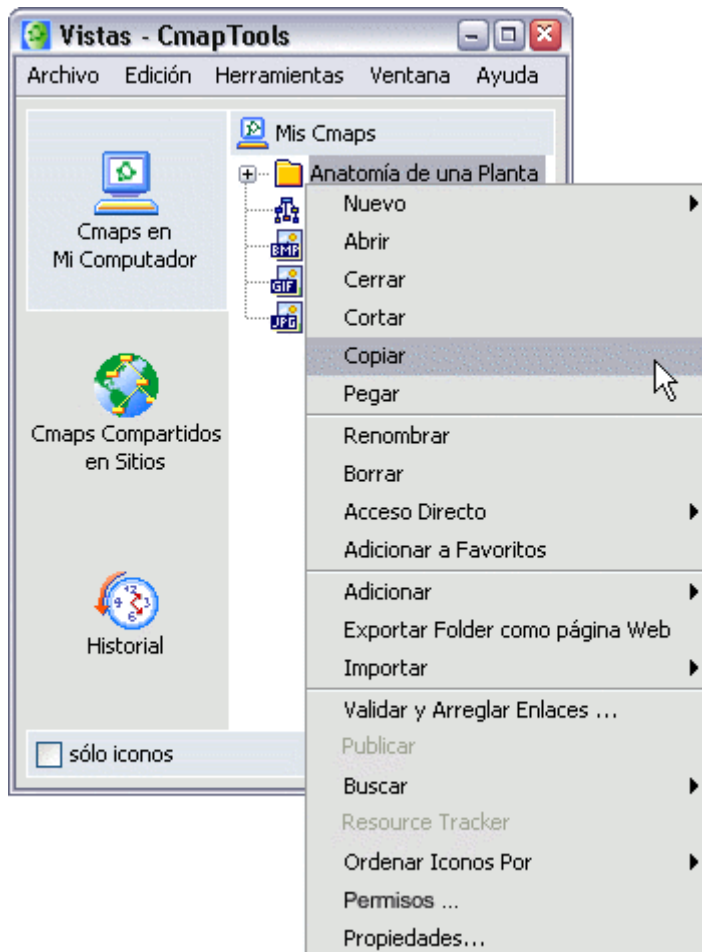 Vistas - CmapTools
Archivo Edición Herramientas Ventana Ayuda
Mis Cmaps
Anatomía de una Planta
BMP
GIF
JPG
Cmaps en
Mi Computador
Cmaps Compartidos
en Sitios
Historial
sólo iconos
Nuevo
Abrir
Cerrar
Cortar
Copiar
Pegar
Renombrar
Borrar
Acceso Directo
Adicionar a Favoritos
Adicionar
Exportar Folder como página Web
Importar
Validar y Arreglar Enlaces ...
Publicar
Buscar
Resource Tracker
Ordenar Iconos Por
Permisos ...
Propiedades...